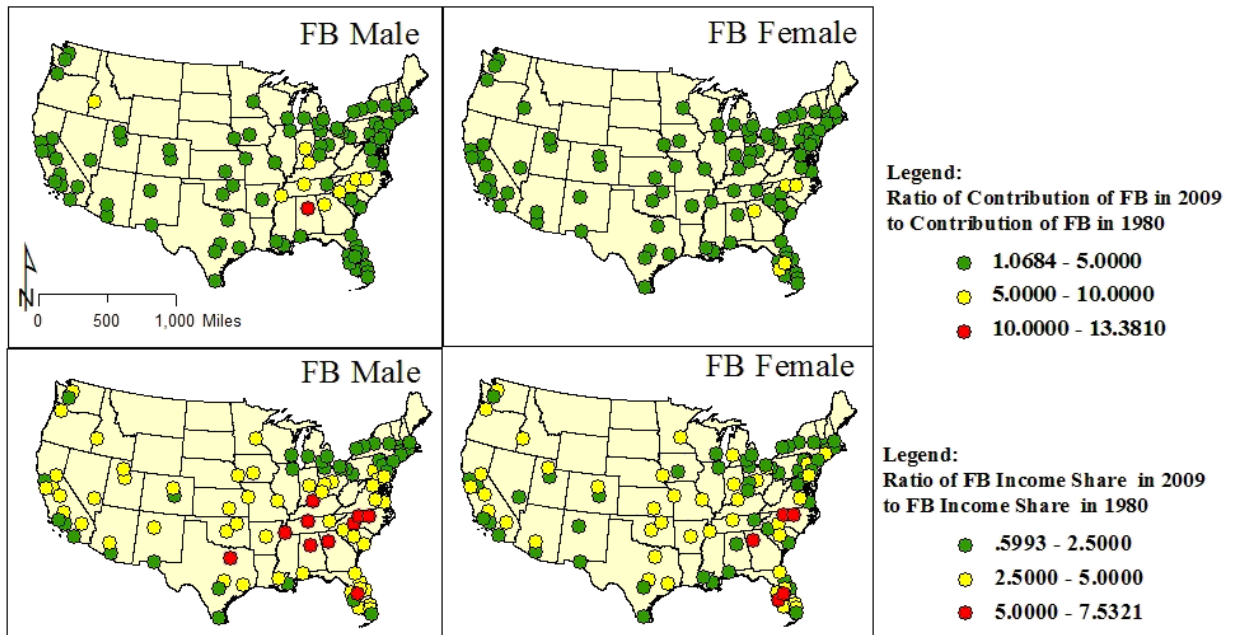 FB Male
FB Female
N
0 500 1,000 Miles
Legend:
Ratio of Contribution of FB in 2009
to Contribution of FB in 1980
1.0684 - 5.0000
5.0000 - 10.0000
10.0000 - 13.3810
FB Male
FB Female
Legend:
Ratio of FB Income Share in 2009
to FB Income Share in 1980
.5993 - 2.5000
2.5000 - 5.0000
5.0000 - 7.5321